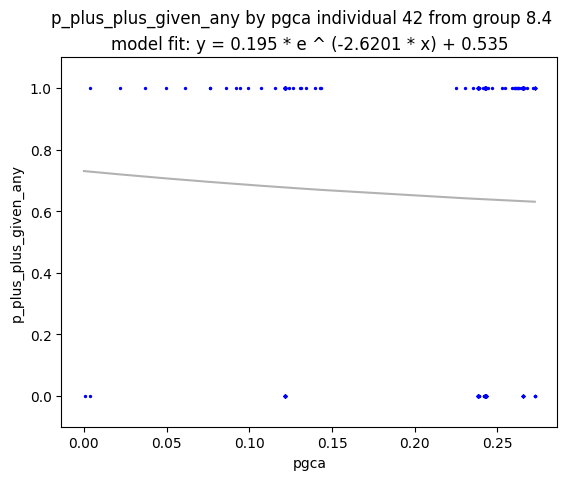 p_plus_plus_given_any by pgca individual 42 from group 8.4
model fit: y = 0.195 * e ^ (-2.6201 * x) + 0.535
1.0
0.8
0.6
0.4
0.2
0.0
p_plus_plus_given_any
0.00 0.05 0.10 0.15 0.20 0.25
pgca